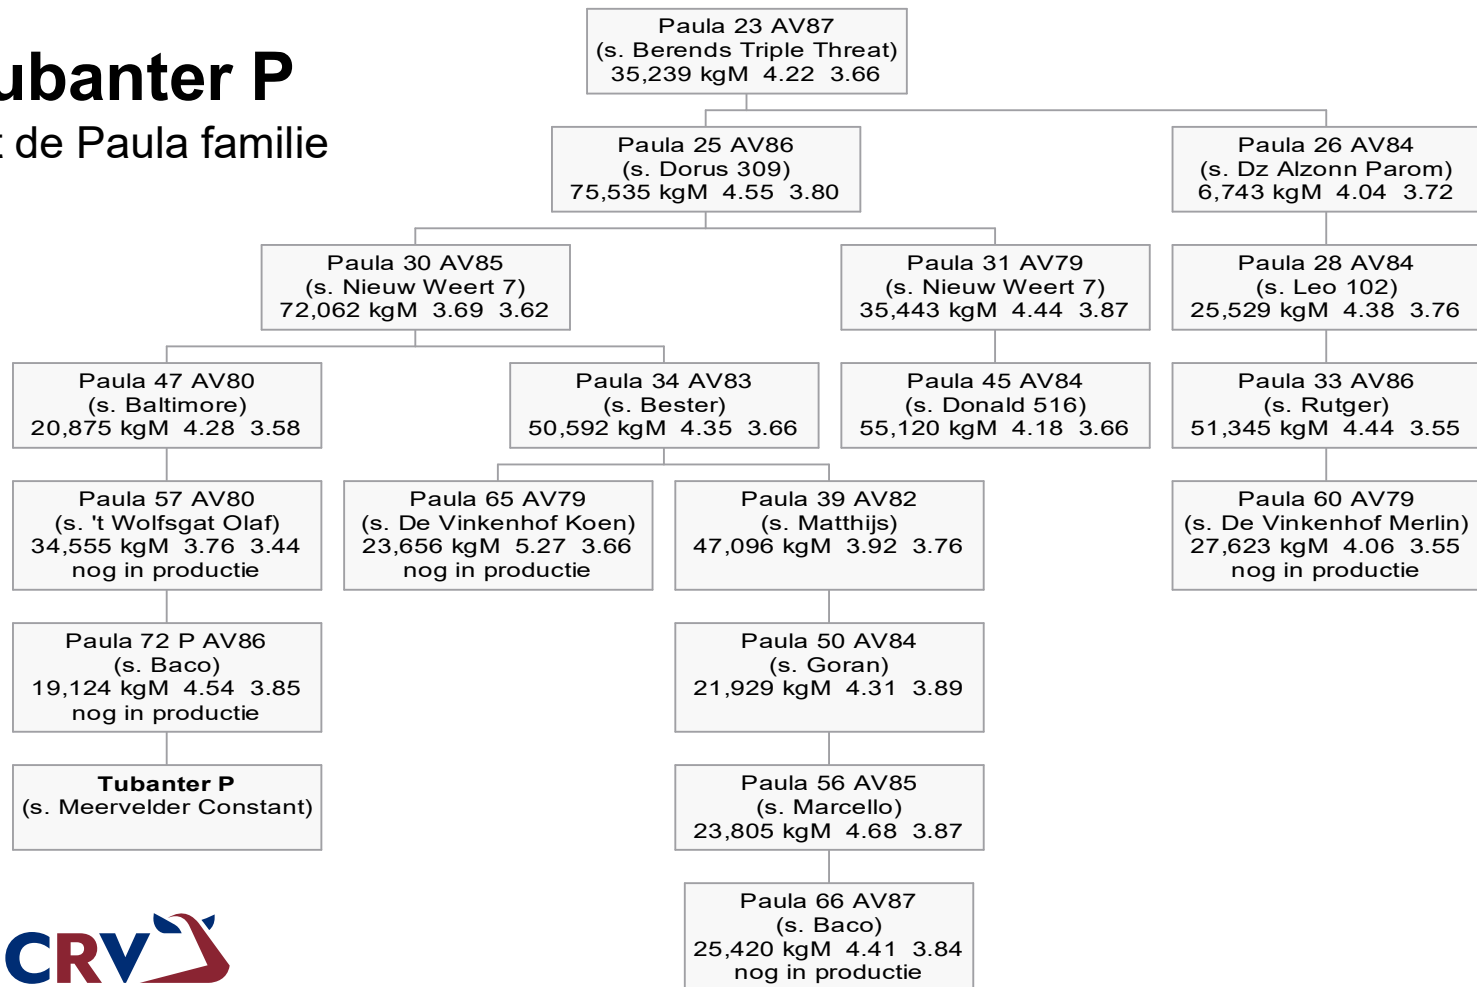 ubanter P
t de Paula familie
Paula 23 AV87
(s. Berends Triple Threat)
35,239 kgM 4.22 3.66
Paula 25 AV86
(s. Dorus 309)
75,535 kgM 4.55 3.80
Paula 26 AV84
(s. Dz Alzonn Parom)
6,743 kgM 4.04 3.72
Paula 30 AV85
(s. Nieuw Weert 7)
72,062 kgM 3.69 3.62
Paula 31 AV79
(s. Nieuw Weert 7)
35,443 kgM 4.44 3.87
Paula 28 AV84
(s. Leo 102)
25,529 kgM 4.38 3.76
Paula 47 AV80
(s. Baltimore)
20,875 kgM 4.28 3.58
Paula 34 AV83
(s. Bester)
50,592 kgM 4.35 3.66
Paula 45 AV84
(s. Donald 516)
55,120 kgM 4.18 3.66
Paula 33 AV86
(s. Rutger)
51,345 kgM 4.44 3.55
Paula 57 AV80
(s. 't Wolfsgat Olaf)
34,555 kgM 3.76 3.44
nog in productie
Paula 65 AV79
(s. De Vinkenhof Koen)
23,656 kgM 5.27 3.66
nog in productie
Paula 39 AV82
(s. Matthijs)
47,096 kgM 3.92 3.76
Paula 60 AV79
(s. De Vinkenhof Merlin)
27,623 kgM 4.06 3.55
nog in productie
Paula 72 P AV86
(s. Baco)
19,124 kgM 4.54 3.85
nog in productie
Paula 50 AV84
(s. Goran)
21,929 kgM 4.31 3.89
Tubanter P
(s. Meervelder Constant)
Paula 56 AV85
(s. Marcello)
23,805 kgM 4.68 3.87
Paula 66 AV87
(s. Baco)
25,420 kgM 4.41 3.84
nog in productie
CRV